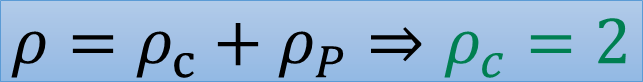 ρ = ρ_c + ρ_P ⇒ ρ_c = 2